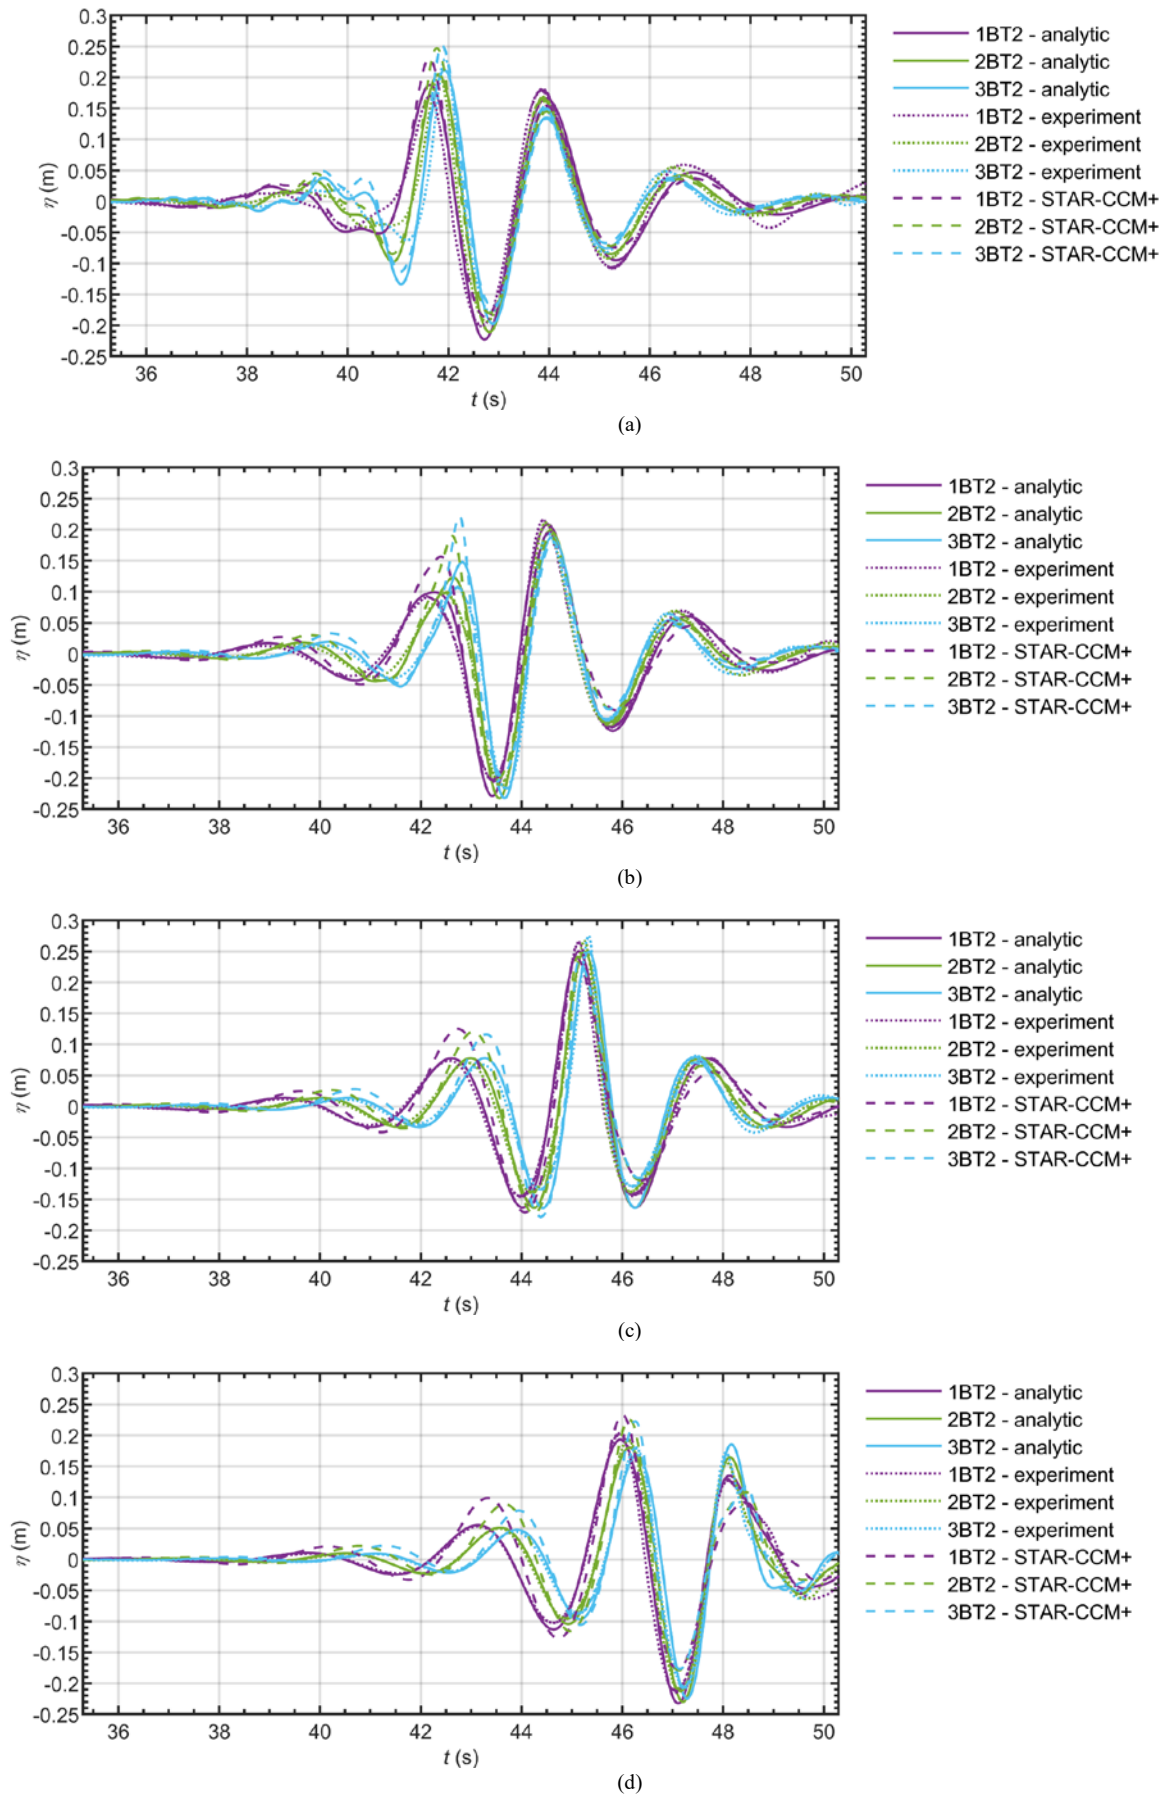 0.3
0.25
0.2
0.15
0.1
0.05
0
-0.05
-0.1
-0.15
-0.2
-0.25
η (m)
36 38 40 42 44 46 48 50
t (s)
1BT2 - analytic
2BT2 - analytic
3BT2 - analytic
1BT2 - experiment
2BT2 - experiment
3BT2 - experiment
1BT2 - STAR-CCM+
2BT2 - STAR-CCM+
3BT2 - STAR-CCM+
(a)
0.3
0.25
0.2
0.15
0.1
0.05
0
-0.05
-0.1
-0.15
-0.2
-0.25
η (m)
36 38 40 42 44 46 48 50
t (s)
1BT2 - analytic
2BT2 - analytic
3BT2 - analytic
1BT2 - experiment
2BT2 - experiment
3BT2 - experiment
1BT2 - STAR-CCM+
2BT2 - STAR-CCM+
3BT2 - STAR-CCM+
(b)
0.3
0.25
0.2
0.15
0.1
0.05
0
-0.05
-0.1
-0.15
-0.2
-0.25
η (m)
36 38 40 42 44 46 48 50
t (s)
1BT2 - analytic
2BT2 - analytic
3BT2 - analytic
1BT2 - experiment
2BT2 - experiment
3BT2 - experiment
1BT2 - STAR-CCM+
2BT2 - STAR-CCM+
3BT2 - STAR-CCM+
(c)
0.3
0.25
0.2
0.15
0.1
0.05
0
-0.05
-0.1
-0.15
-0.2
-0.25
η (m)
36 38 40 42 44 46 48 50
t (s)
1BT2 - analytic
2BT2 - analytic
3BT2 - analytic
1BT2 - experiment
2BT2 - experiment
3BT2 - experiment
1BT2 - STAR-CCM+
2BT2 - STAR-CCM+
3BT2 - STAR-CCM+
(d)